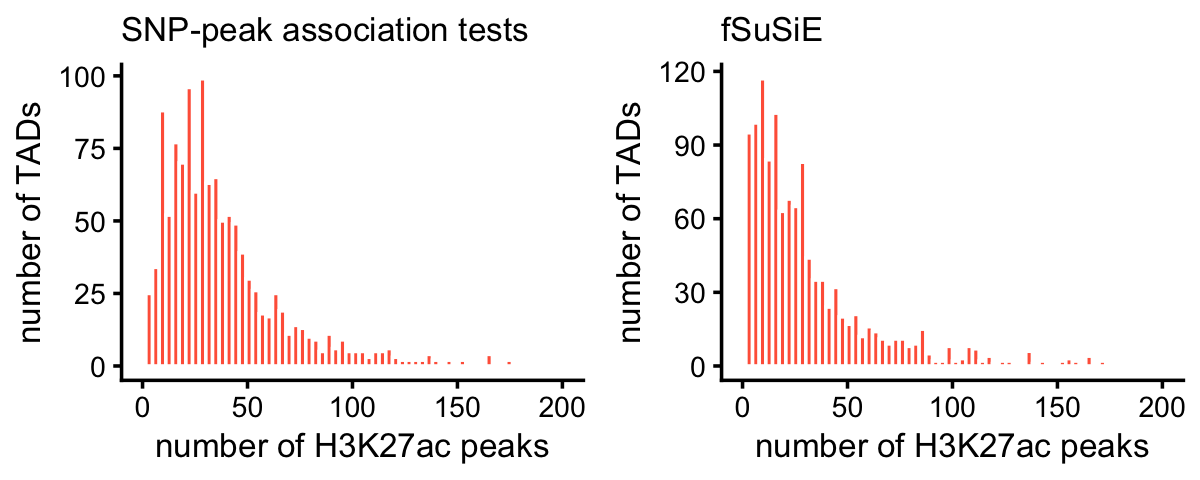 SNP-peak association tests
number of TADs
100
75
50
25
0
0 50 100 150 200
number of H3K27ac peaks
fSuSiE
number of TADs
120
90
60
30
0
0 50 100 150 200
number of H3K27ac peaks